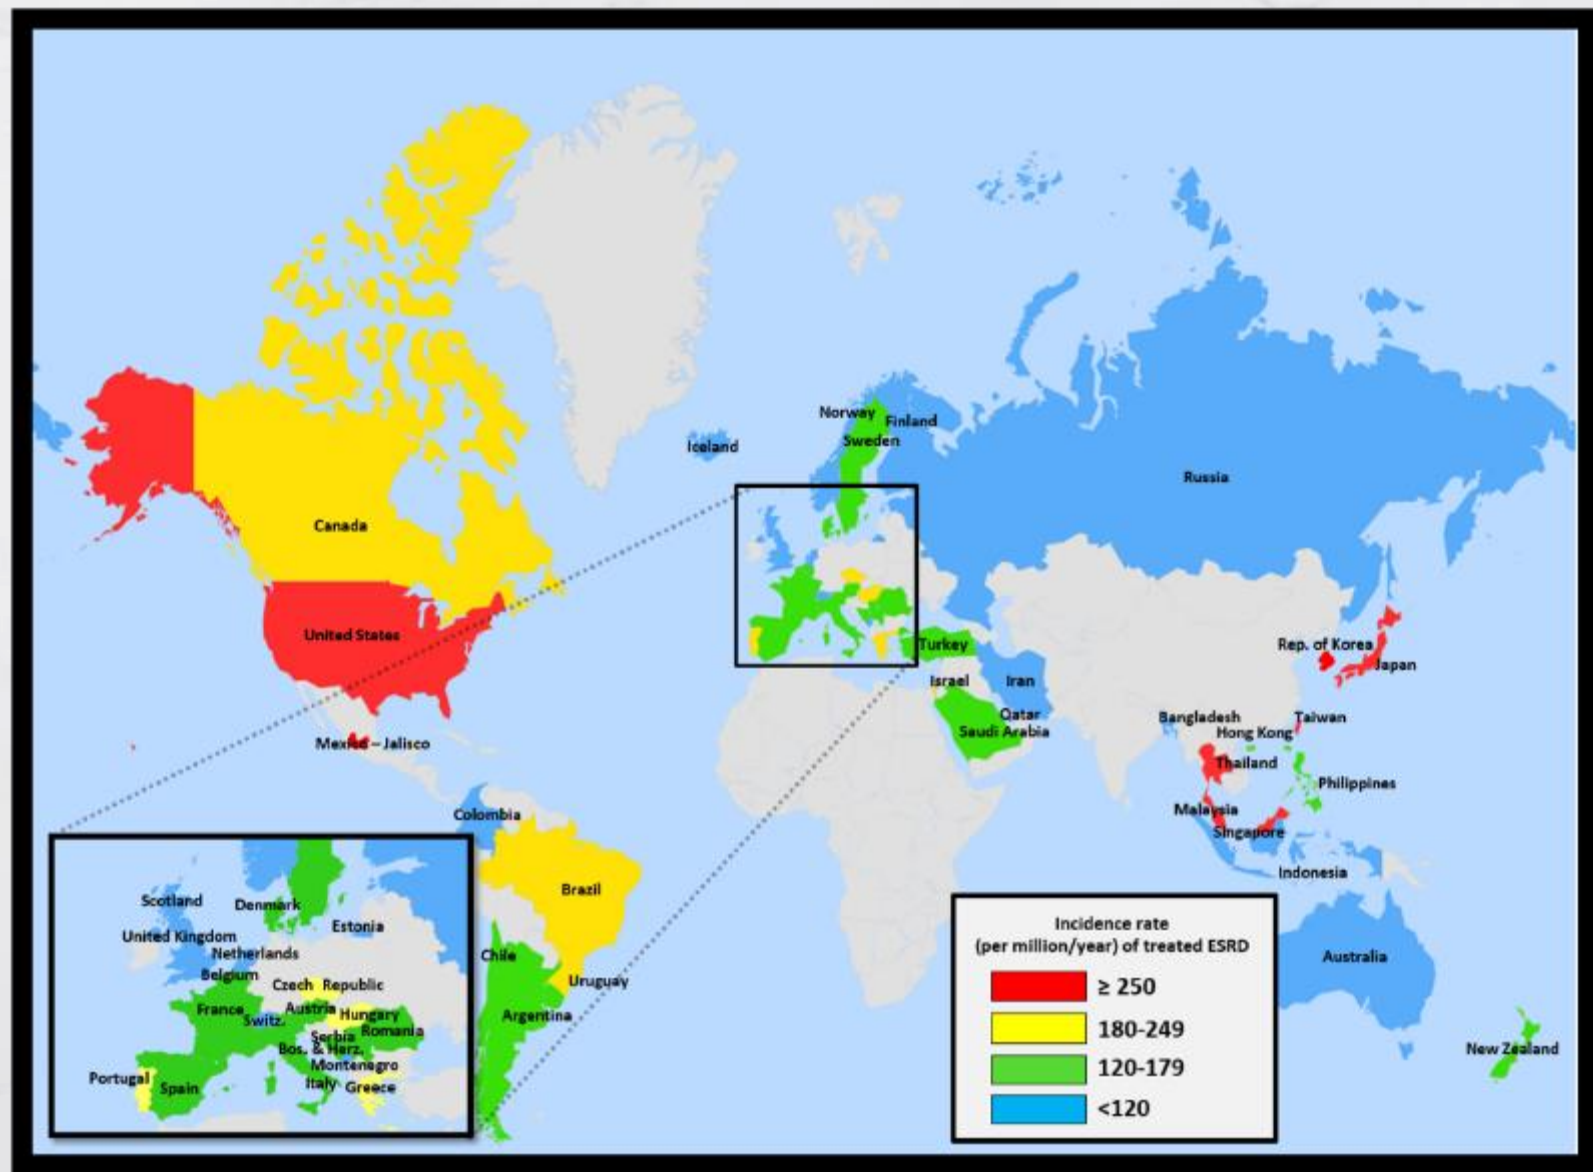 Norway
Finland
Sweden
Iceland
Russia
Canada
United States
Turkey
Rep. of Korea
Japan
Israel
Iran
Qatar
Saudi Arabia
Bangladesh
Taiwan
Hong Kong
Mexico – Jalisco
Thailand
Philippines
Malaysia
Singapore
Colombia
Indonesia
Brazil
Chile
Uruguay
Argentina
Australia
New Zealand
Scotland
Denmark
Estonia
United Kingdom
Netherlands
Belgium
Czech Republic
France
Austria
Hungary
Switz.
Romania
Serbia
Bos. & Herz.
Montenegro
Portugal
Spain
Italy
Greece
Incidence rate
(per million/year) of treated ESRD
≥ 250
180-249
120-179
<120